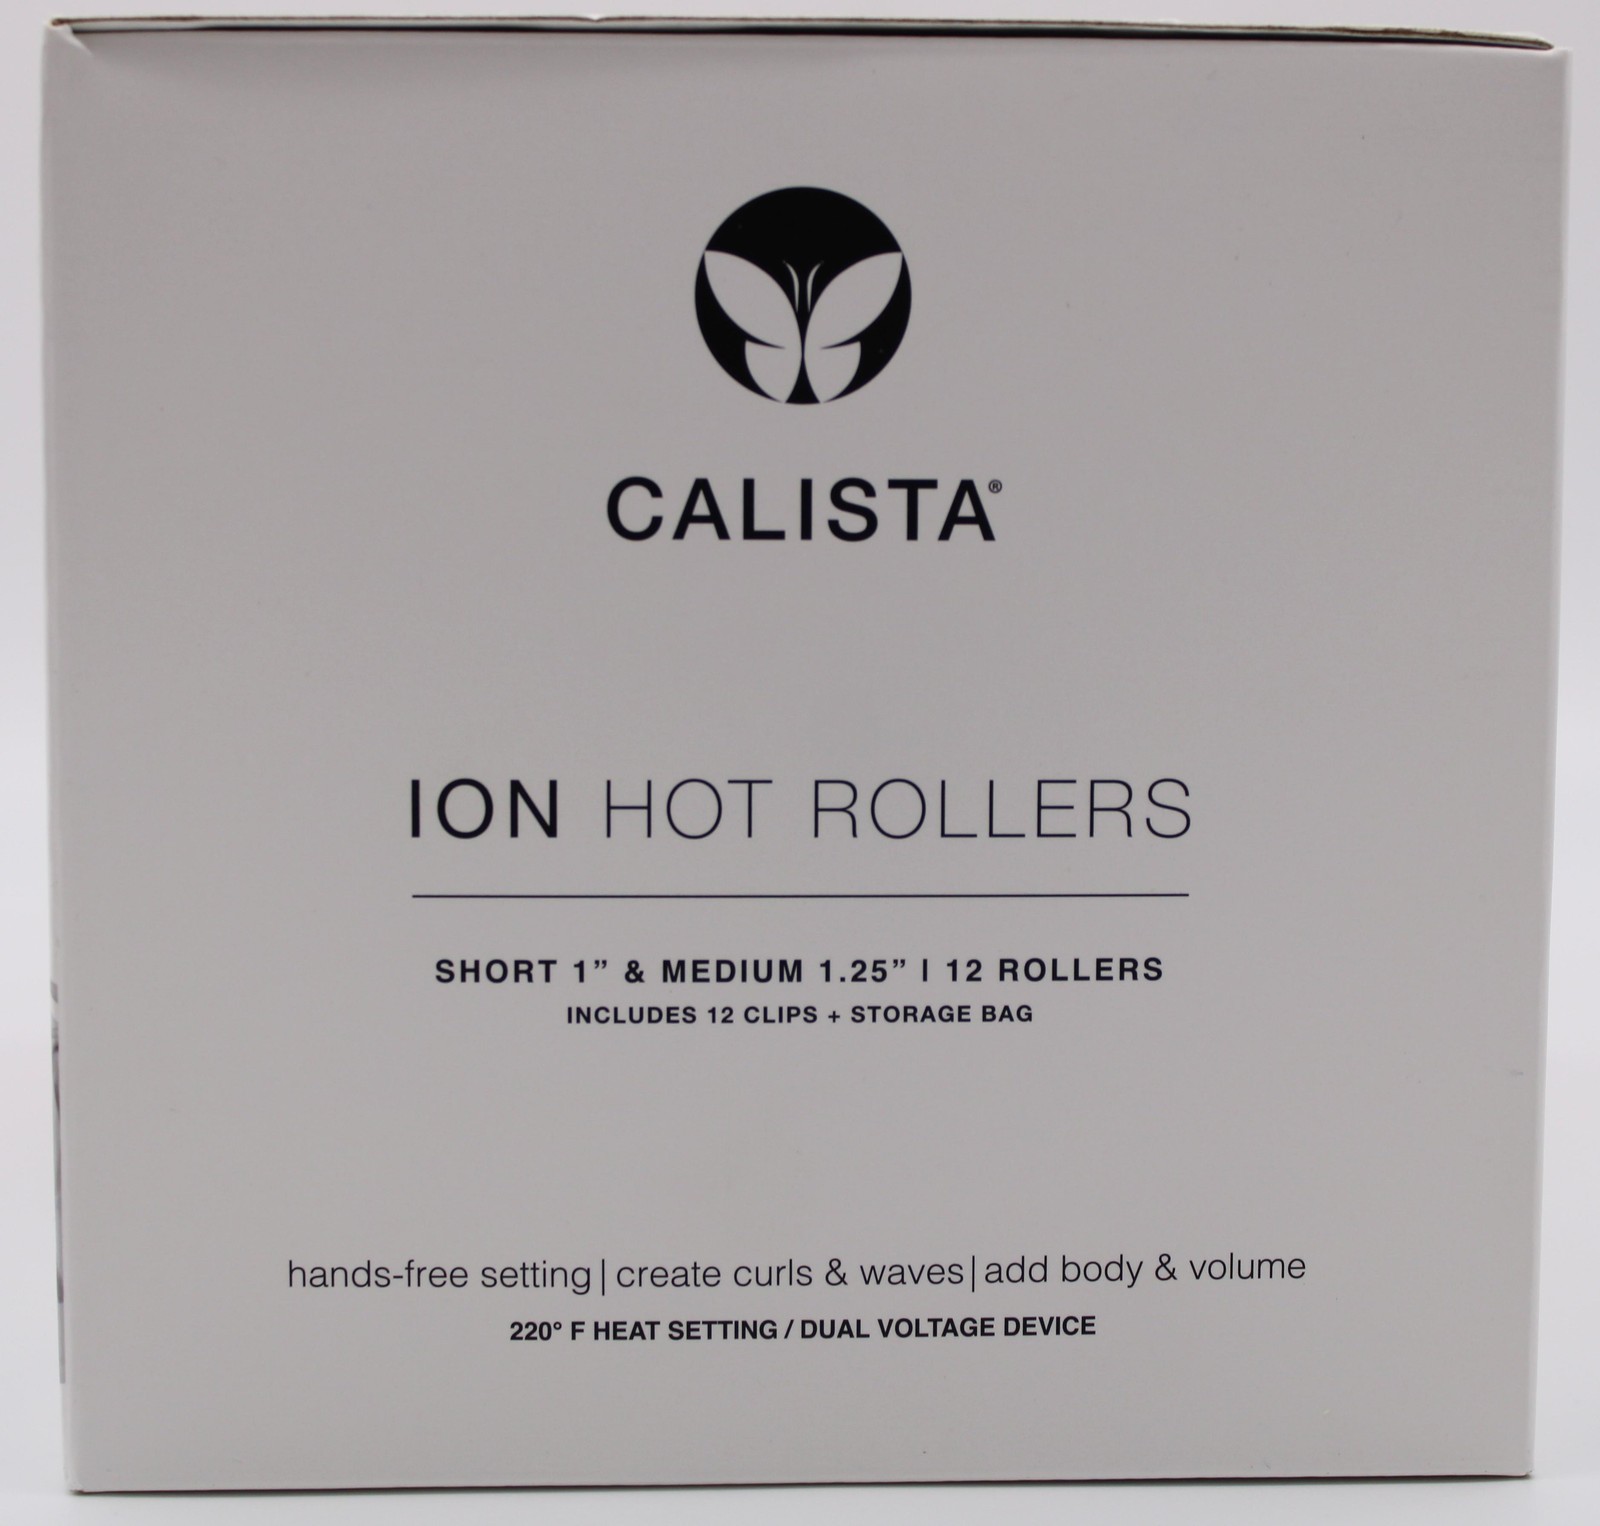 CALISTA®
ION HOT ROLLERS
SHORT 1” & MEDIUM 1.25” | 12 ROLLERS
INCLUDES 12 CLIPS + STORAGE BAG
hands-free setting|create curls & waves|add body & volume
220° F HEAT SETTING / DUAL VOLTAGE DEVICE